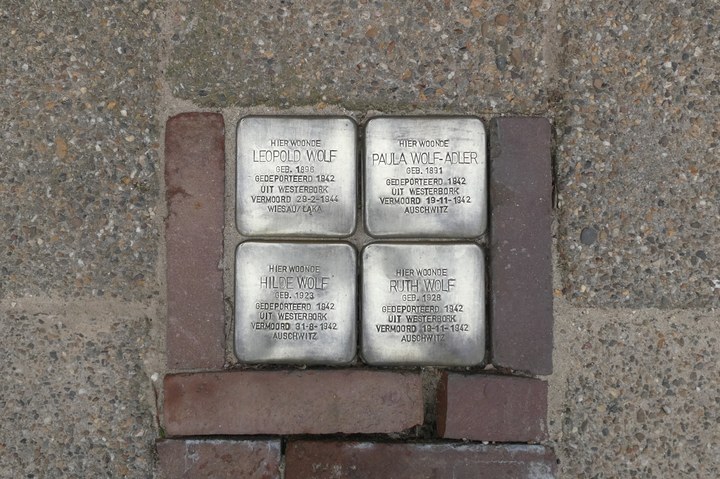 HIER WOONDE
LEOPOLD WOLF
GEB. 1896
GEDEPORTEERD 1942
UIT WESTERBORK
VERMOORD 29-2-1944
WIESAU/ŁĄKA
HIER WOONDE
PAULA WOLF-ADLER
GEB. 1891
GEDEPORTEERD 1942
UIT WESTERBORK
VERMOORD 19-11-1942
AUSCHWITZ
HIER WOONDE
HILDE WOLF
GEB. 1923
GEDEPORTEERD 1942
UIT WESTERBORK
VERMOORD 31-8-1942
AUSCHWITZ
HIER WOONDE
RUTH WOLF
GEB. 1928
GEDEPORTEERD 1942
UIT WESTERBORK
VERMOORD 19-11-1942
AUSCHWITZ